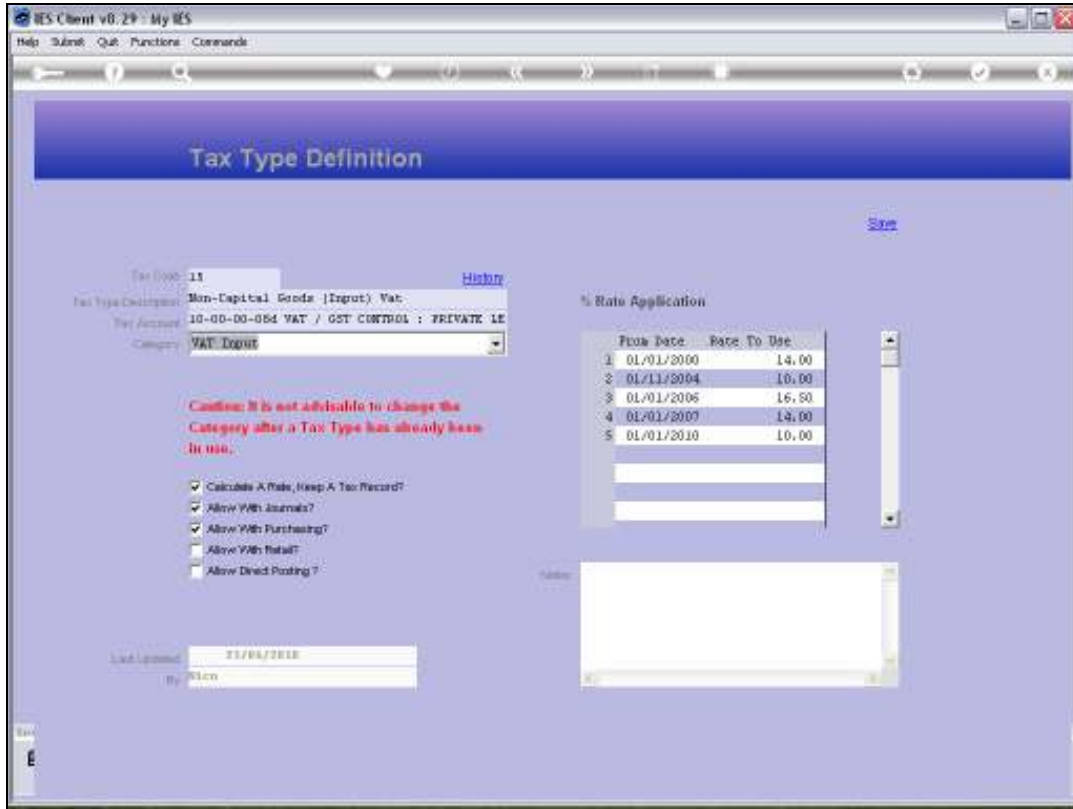 IES Client v8.29 : My IES
Help Submit Quit Functions Commands
Tax Type Definition
Save
Tax Code 15 History
Tax Type Description Non-Capital Goods (Input) Vat
Tax Account 10-00-00-08d VAT / GST CONTROL : PRIVATE LE
Category VAT Input
% Rate Application
From Date Rate To Use
1 01/01/2000 14.00
2 01/11/2004 10.00
3 01/01/2006 16.50
4 01/01/2007 14.00
5 01/01/2010 10.00
Caution: It is not advisable to change the
Category after a Tax Type has already been
in use.
Calculate A Rate, Keep A Tax Record?
Allow With Journals?
Allow With Purchasing?
Allow With Retail?
Allow Direct Posting ?
Notes
Last Updated
By Nico